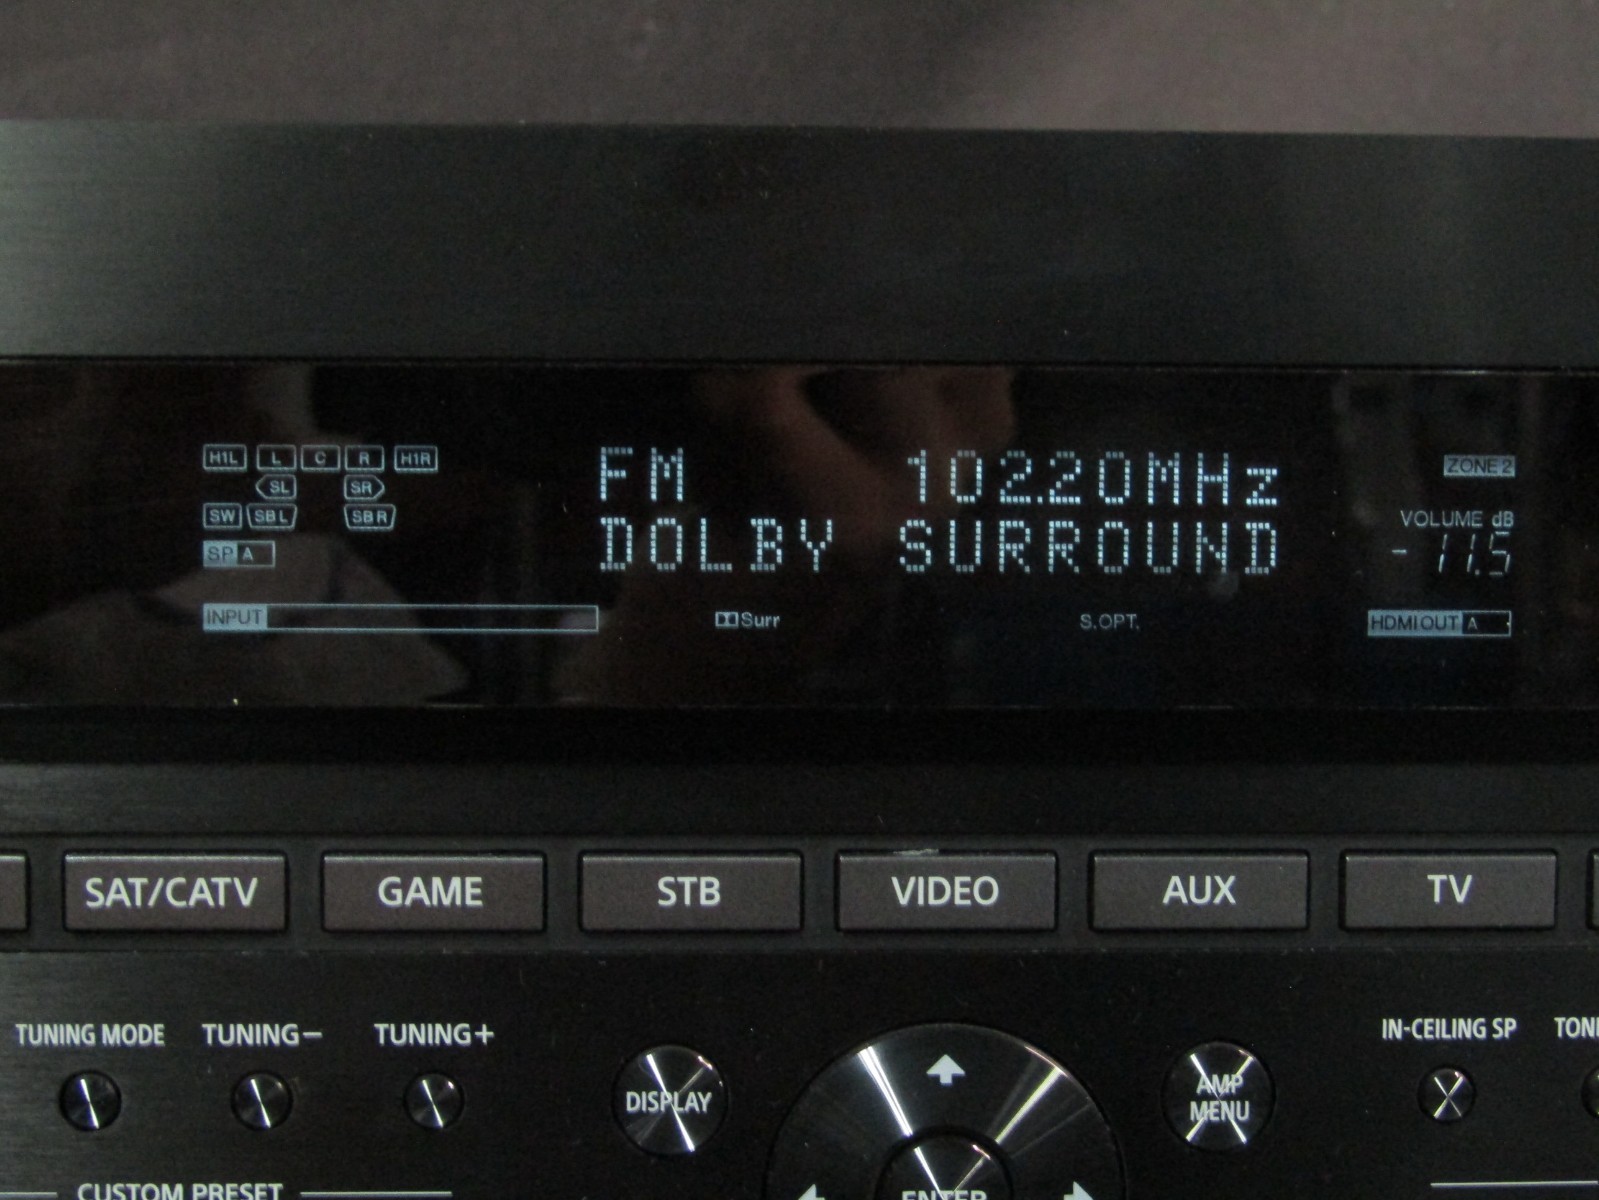 H1L L C R H1R
FM 102.20MHz
ZONE 2
SL SR
SW SBL SBR
DOLBY SURROUND
VOLUME dB
-11.5
SP A
INPUT
Surr
S.OPT.
HDMI OUT A
SAT/CATV GAME STB VIDEO AUX TV
TUNING MODE TUNING- TUNING+
IN-CEILING SP
DISPLAY
AMP
MENU
CUSTOM PRESET
ENTER